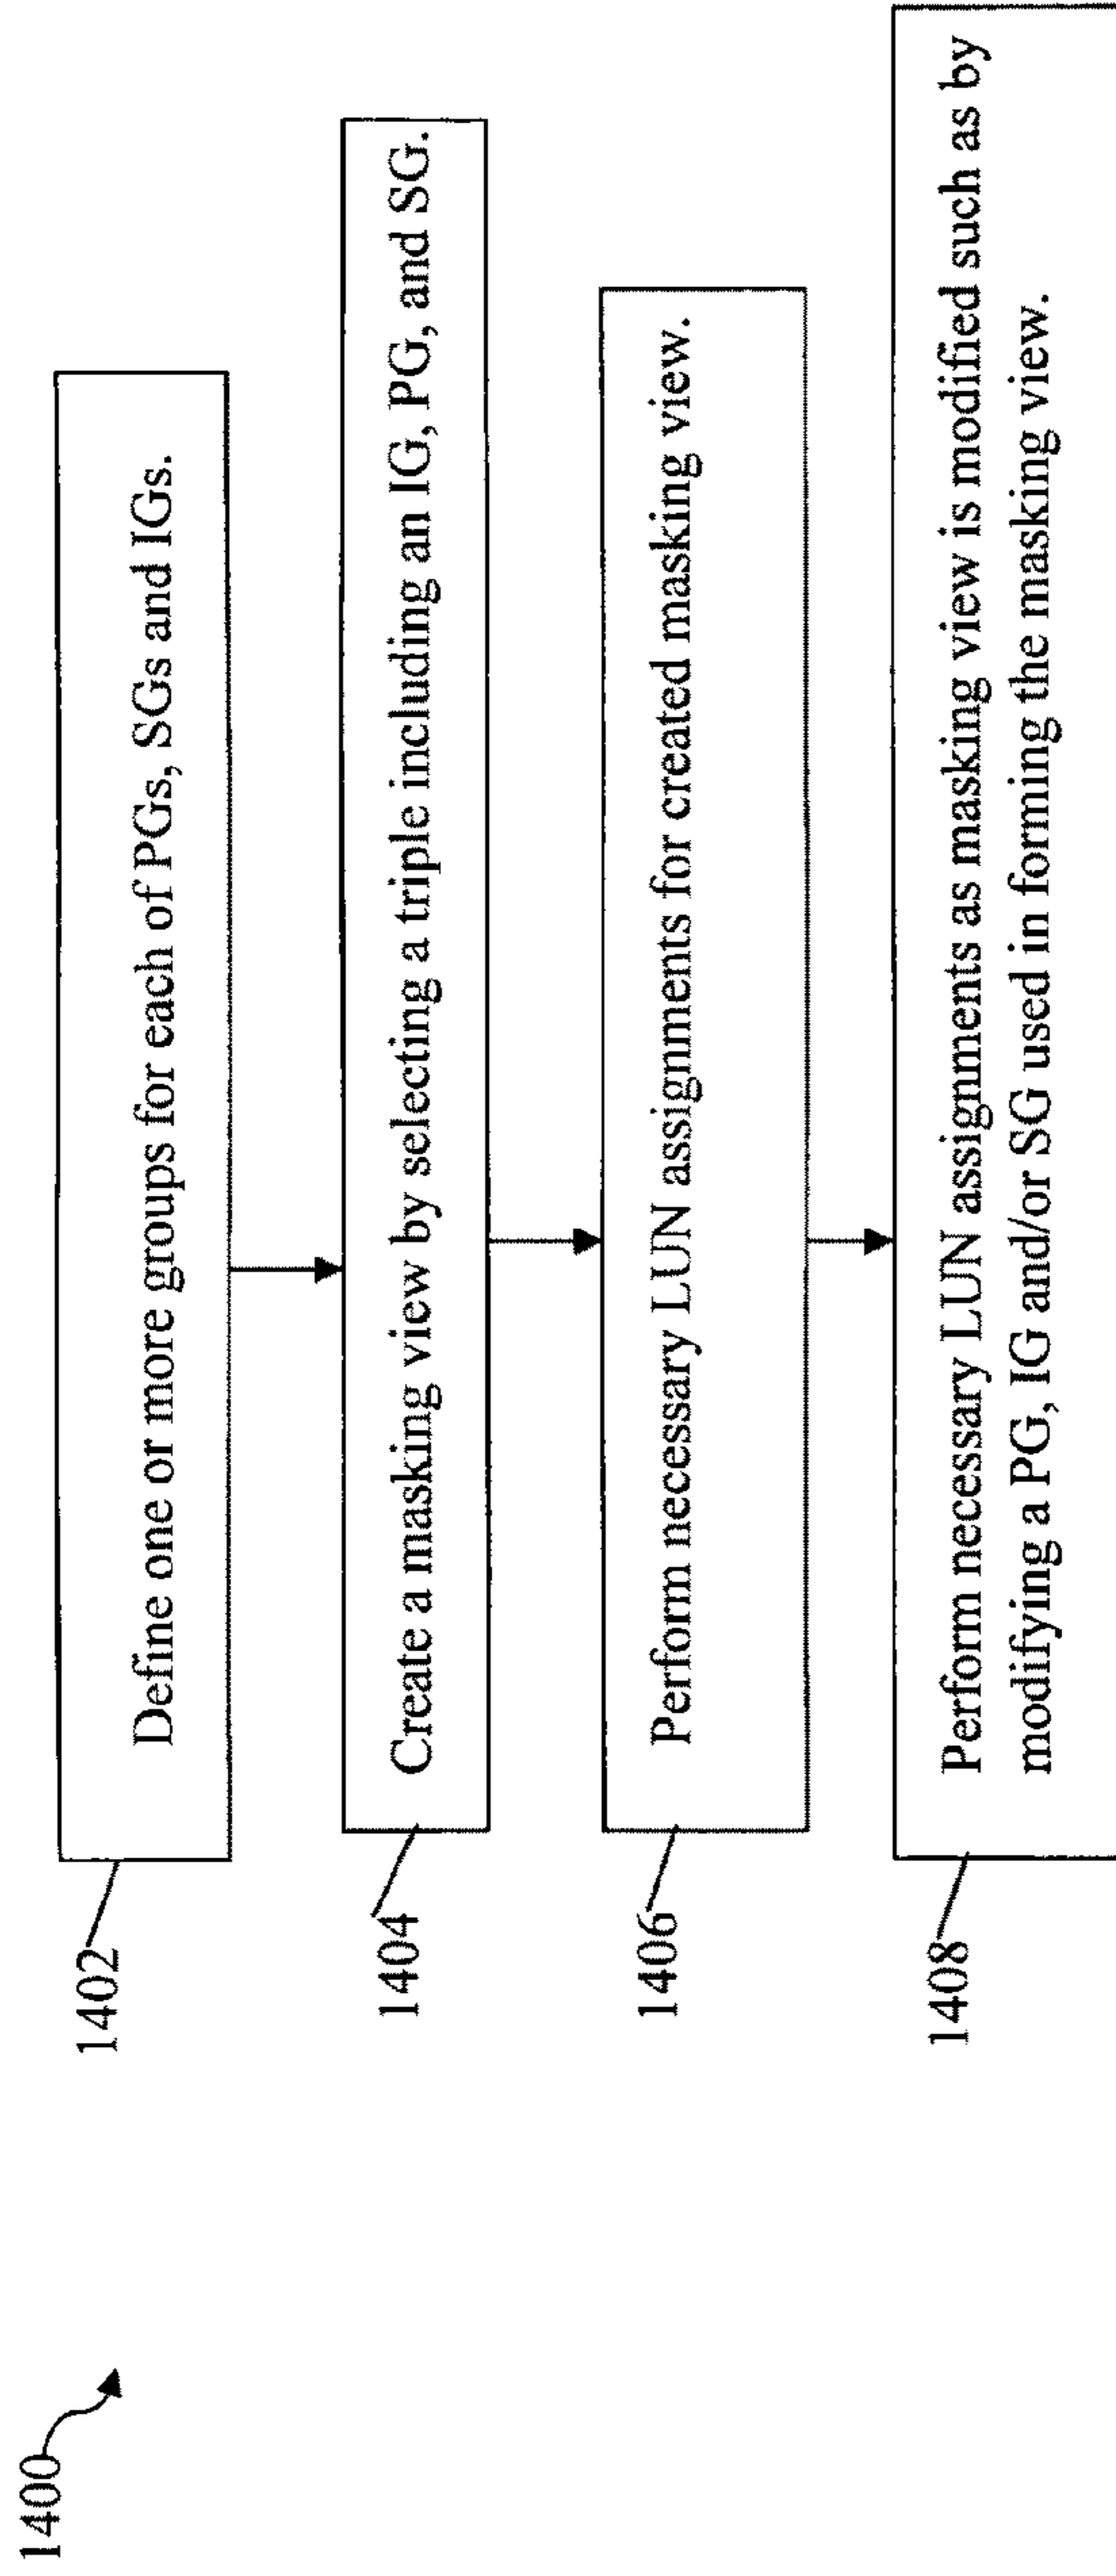 1400
1402
Define one or more groups for each of PGs, SGs and IGs.
1404
Create a masking view by selecting a triple including an IG, PG, and SG.
1406
Perform necessary LUN assignments for created masking view.
1408
Perform necessary LUN assignments as masking view is modified such as by
modifying a PG, IG and/or SG used in forming the masking view.